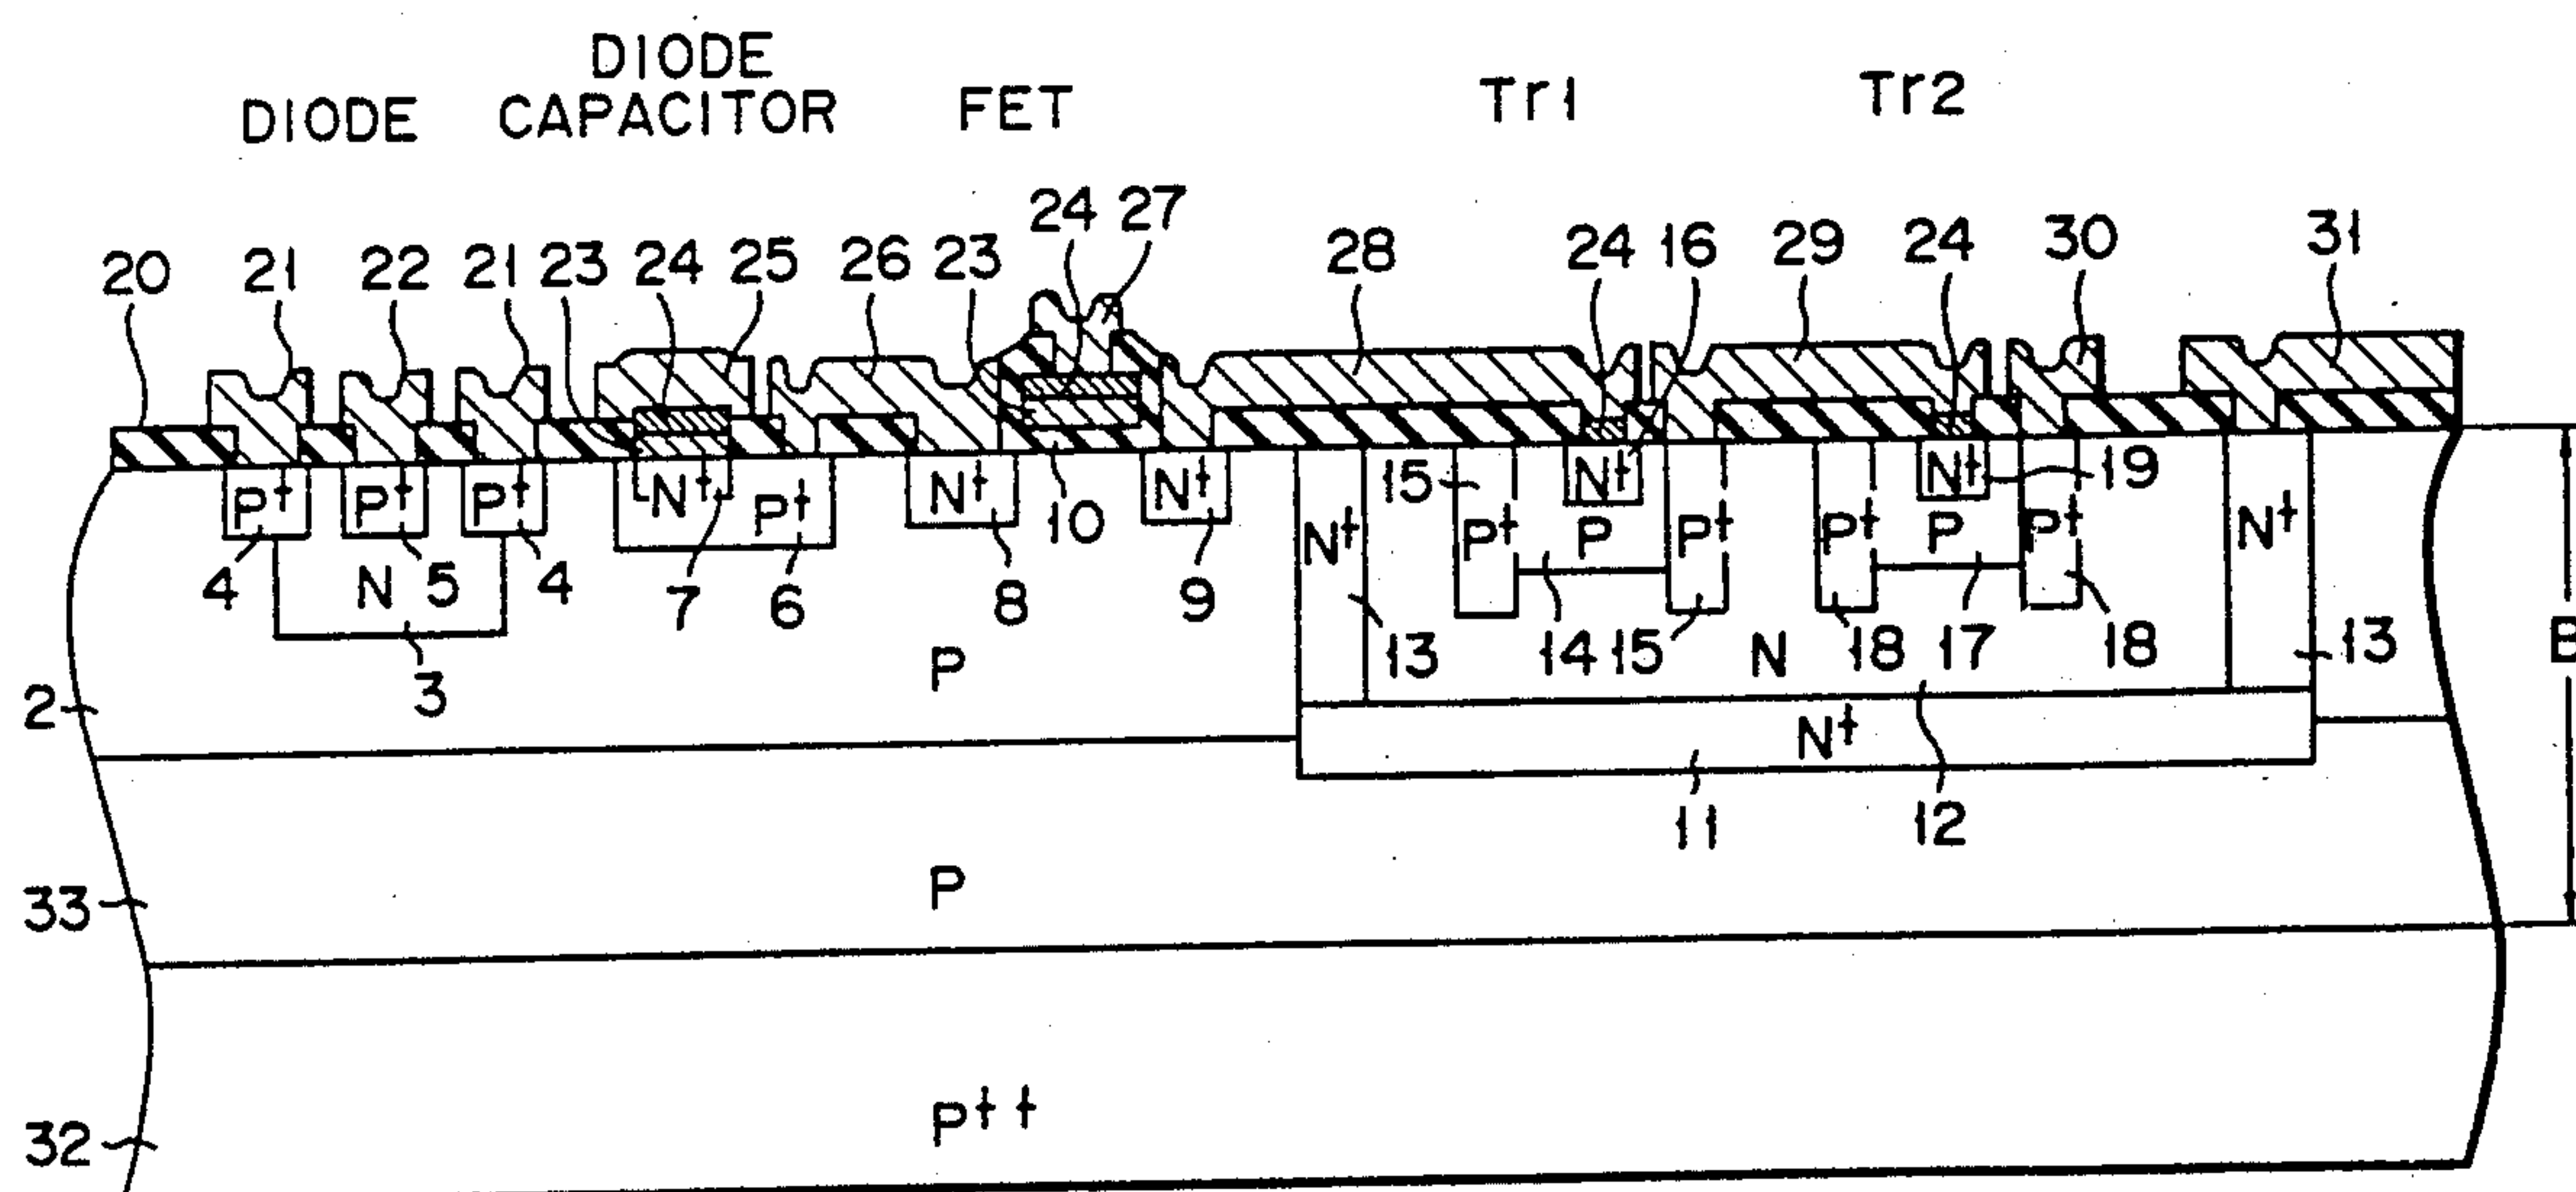 DIODE
DIODE
CAPACITOR
FET
Tr1
Tr2
20
21
22
21
23
24
25
26
23
24
27
28
24
16
29
24
30
31
P+
P+
P+
N+
P+
N+
10
N+
15
N+
N+
19
N+
P+
P
P+
P+
P
P+
N+
4
N
5
4
7
6
8
9
3
13
14
15
N
18
17
18
13
B
2
P
N+
11
12
33
P
32
P++